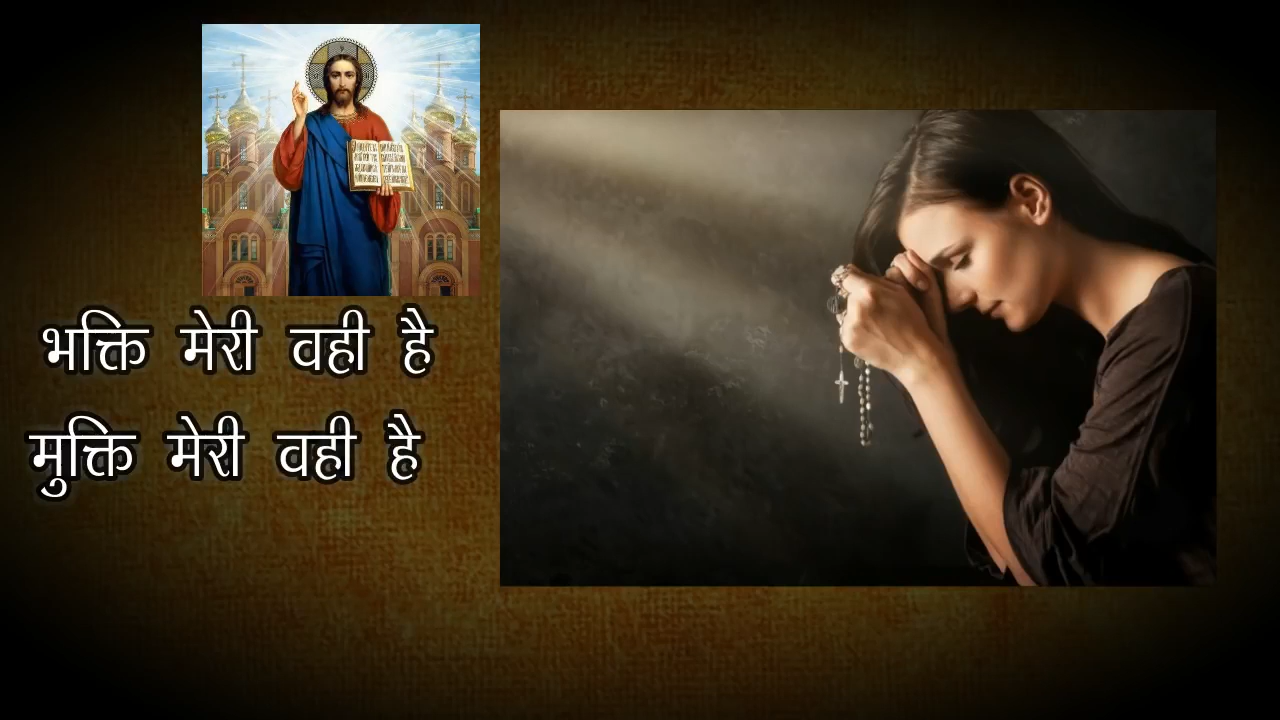 भक्ति मेरी वही है
मुक्ति मेरी वही है